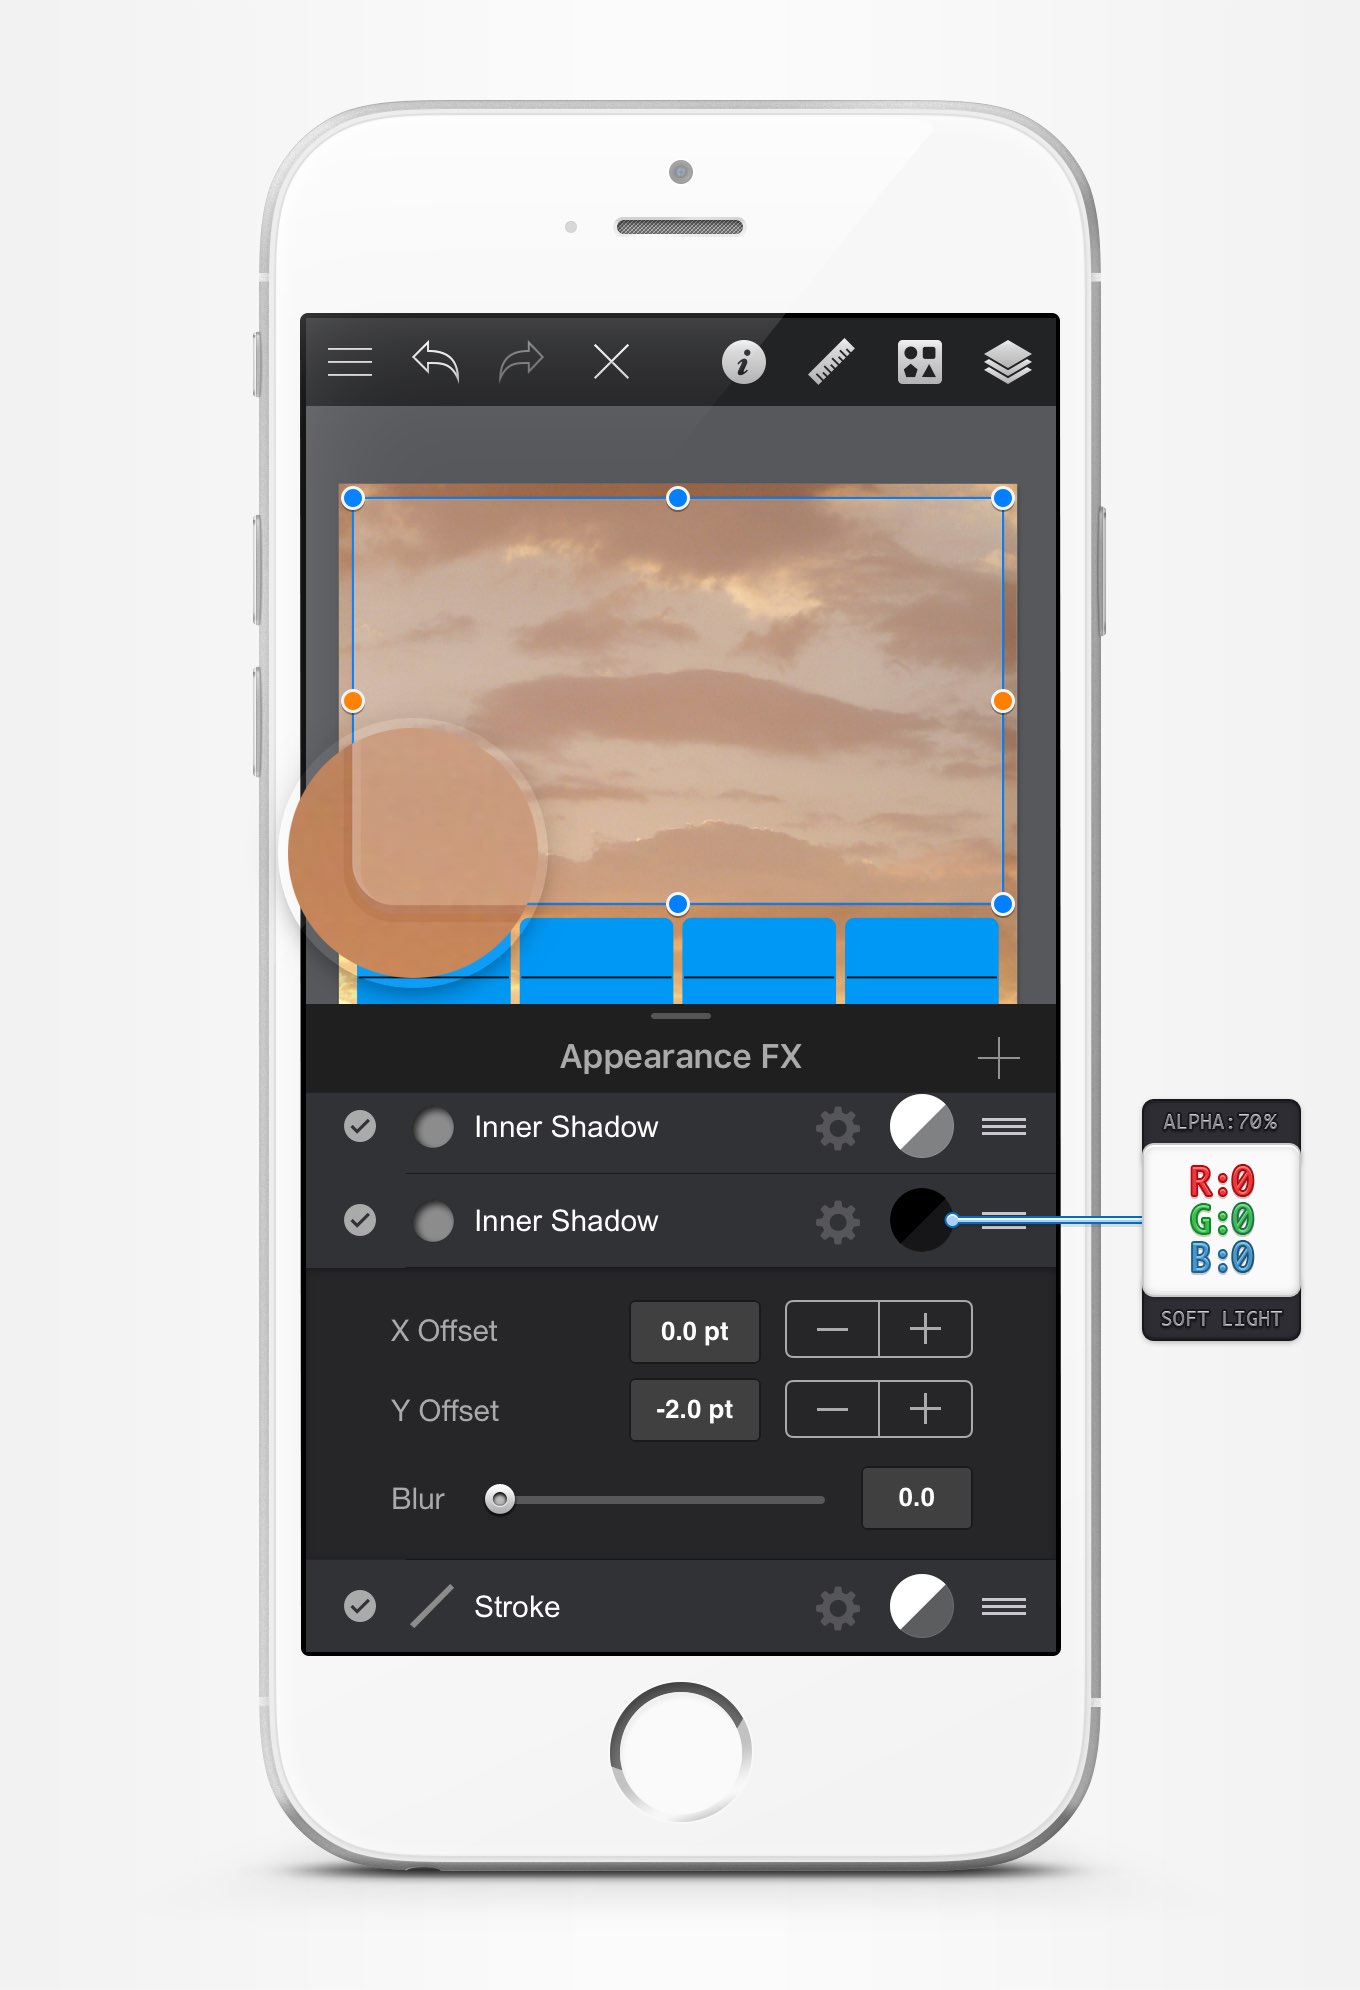 Appearance FX
Inner Shadow
Inner Shadow
X Offset
0.0 pt
Y Offset
-2.0 pt
Blur
0.0
Stroke
ALPHA:70%
R:0
G:0
B:0
SOFT LIGHT